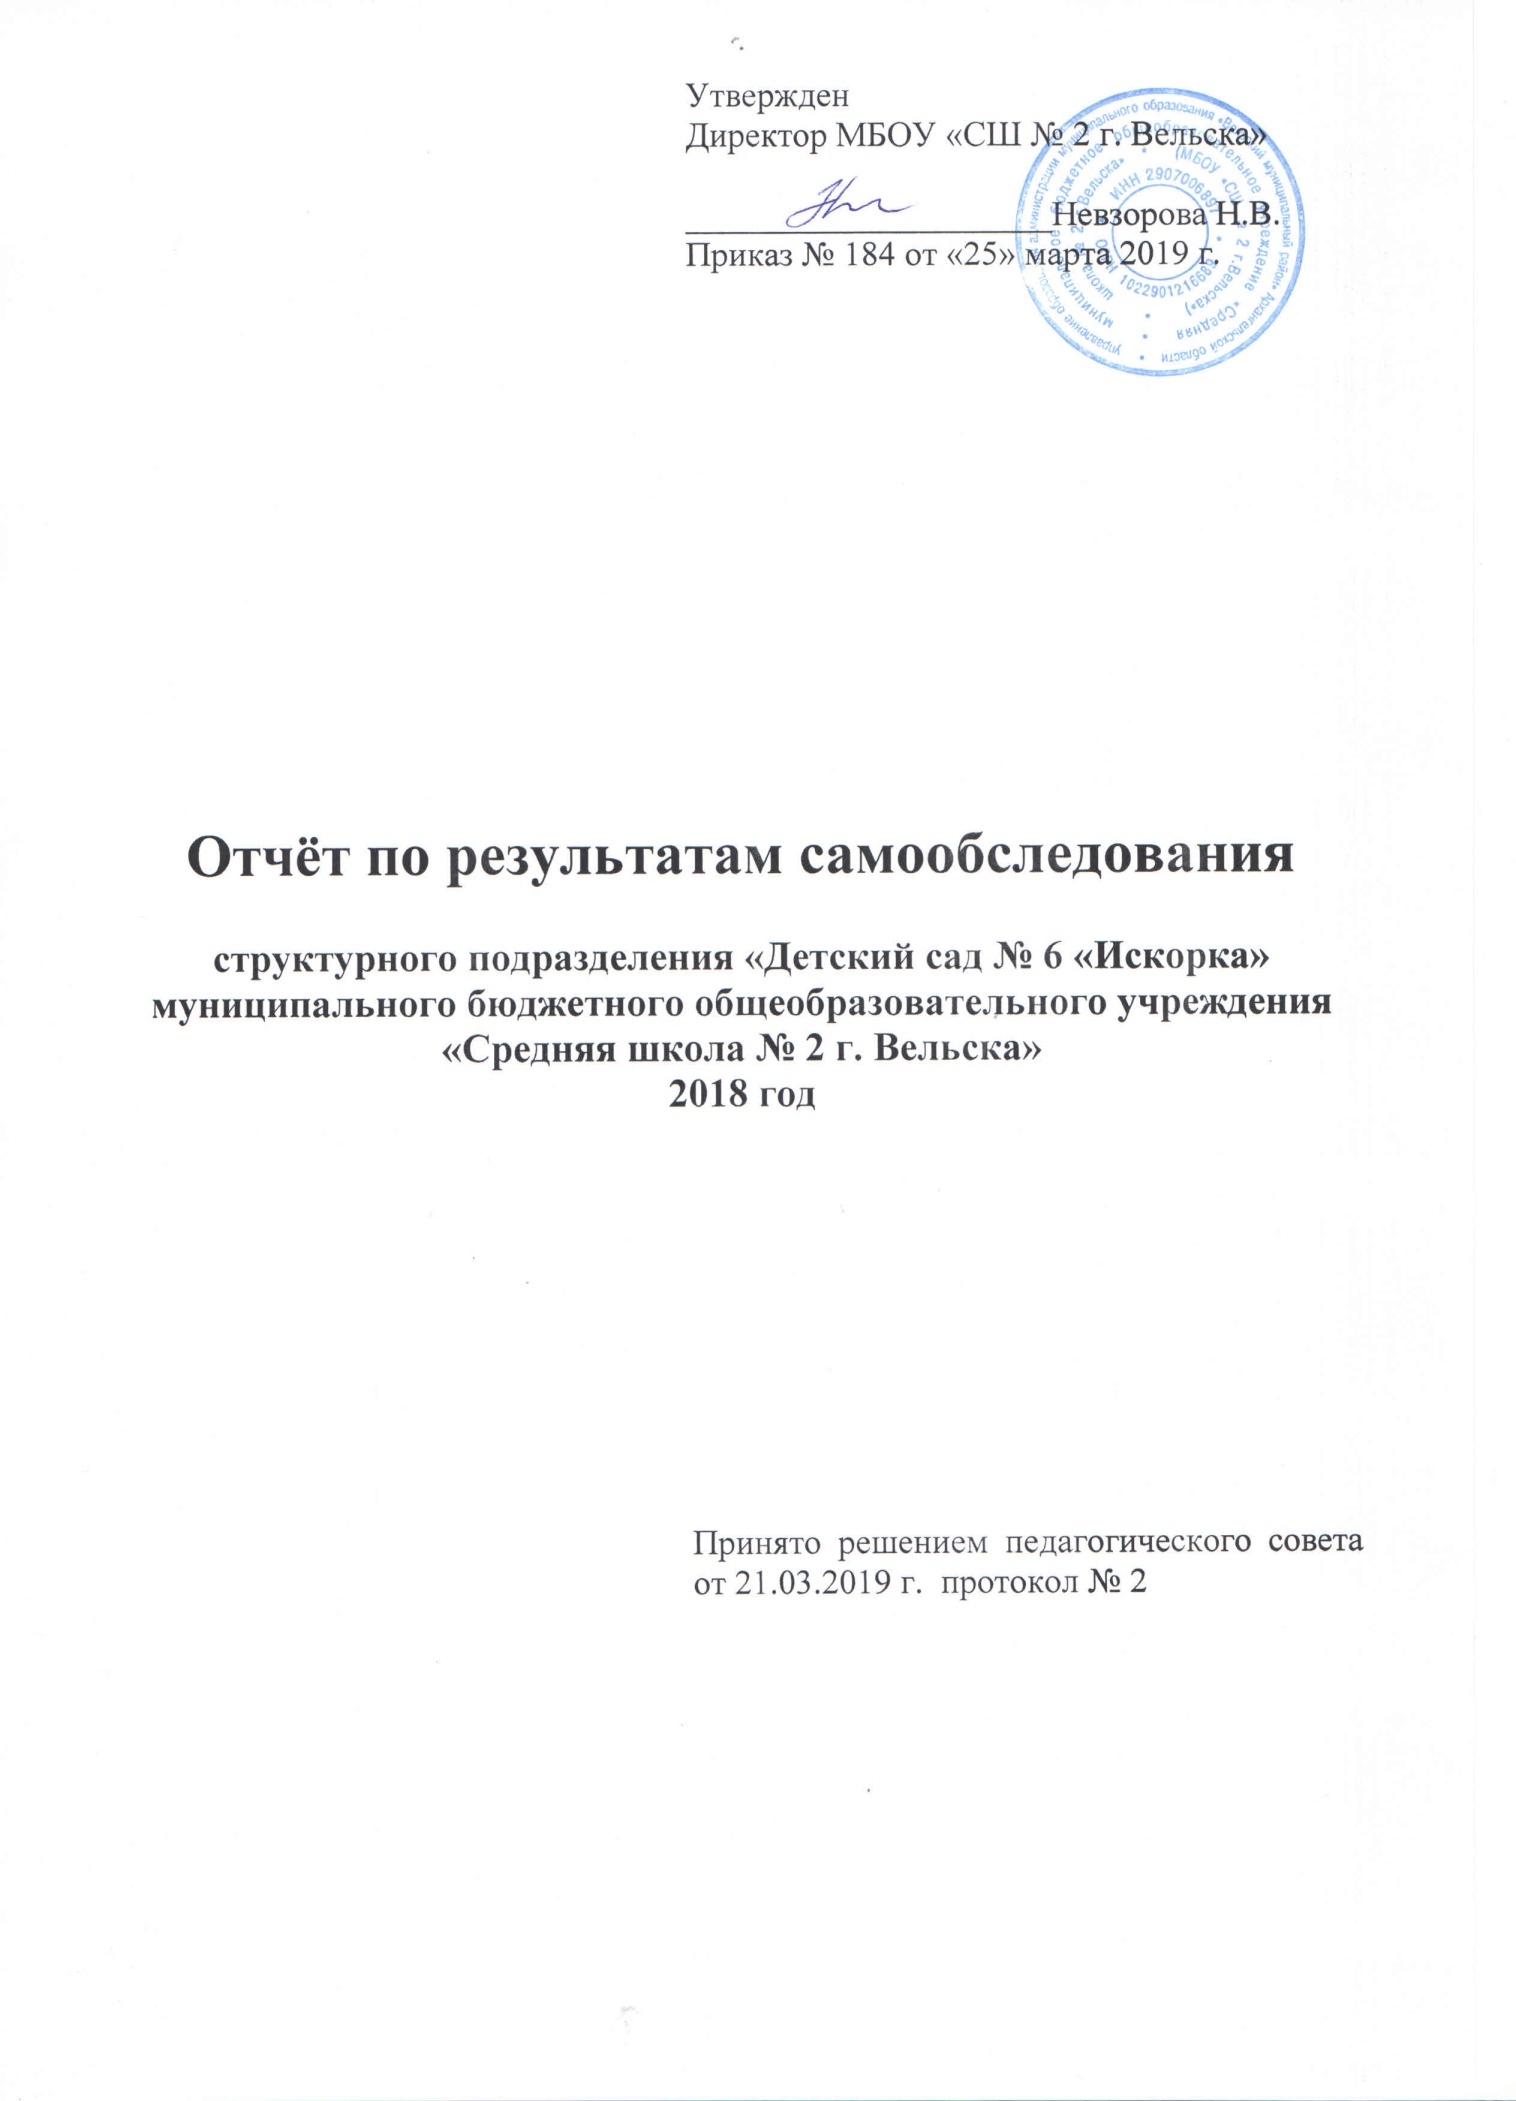 Утвержден
Директор МБОУ «СШ № 2 г. Вельска»
Невзорова Н.В.
Приказ № 184 от «25» марта 2019 г.
Отчёт по результатам самообследования
структурного подразделения «Детский сад № 6 «Искорка»
муниципального бюджетного общеобразовательного учреждения
«Средняя школа № 2 г. Вельска»
2018 год
Принято решением педагогического совета
от 21.03.2019 г. протокол № 2